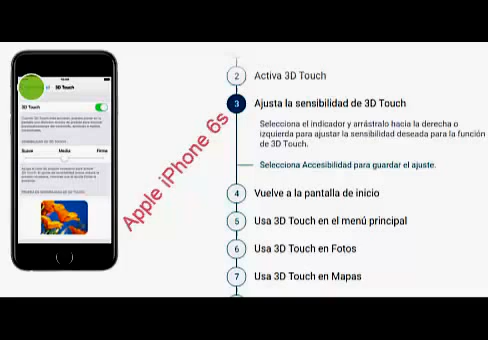 3D Touch
3D Touch
Suave Media Firme
Apple iPhone 6s
2 Activa 3D Touch
3 Ajusta la sensibilidad de 3D Touch
Selecciona el indicador y arrástralo hacia la derecha o
izquierda para ajustar la sensibilidad deseada para la función
de 3D Touch.
Selecciona Accesibilidad para guardar el ajuste.
4 Vuelve a la pantalla de inicio
5 Usa 3D Touch en el menú principal
6 Usa 3D Touch en Fotos
7 Usa 3D Touch en Mapas